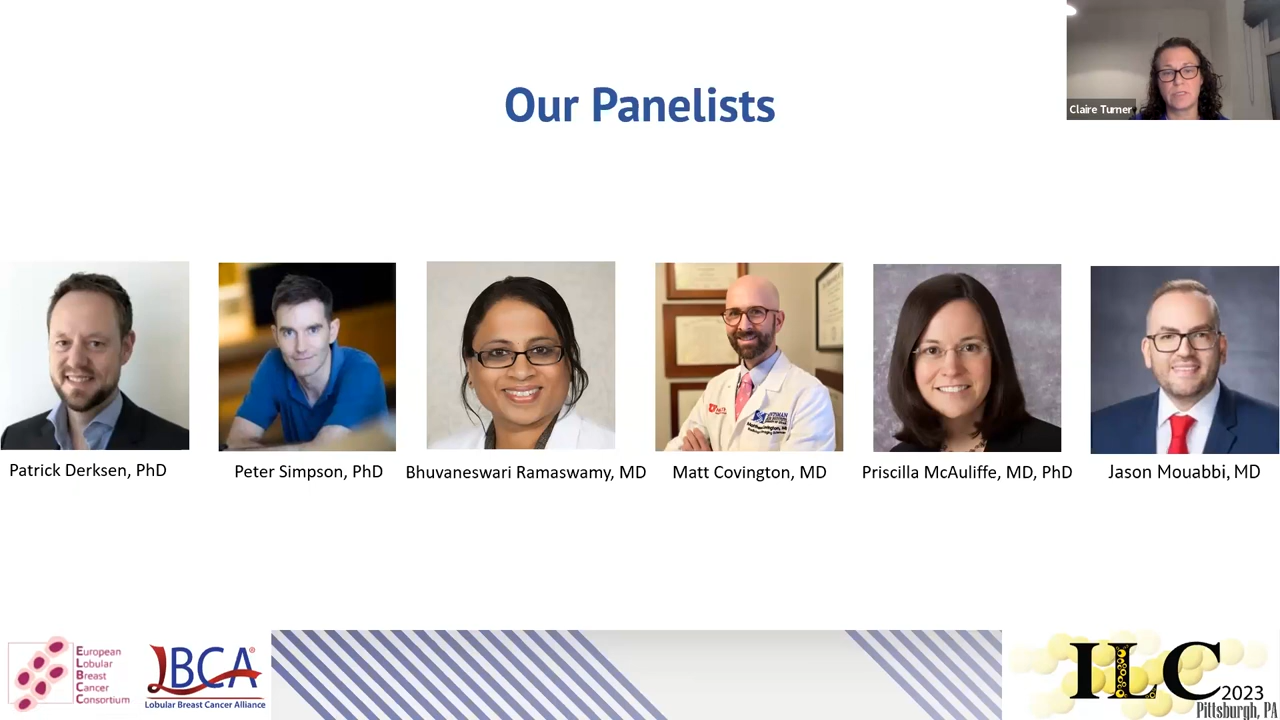 Our Panelists
Claire Turner
Patrick Derksen, PhD
Peter Simpson, PhD
Bhuvaneswari Ramaswamy, MD
Matt Covington, MD
Priscilla McAuliffe, MD, PhD
Jason Mouabbi, MD
European
Lobular
Breast
Cancer
Consortium
LBCA®
Lobular Breast Cancer Alliance
ILC
2023
Pittsburgh, PA